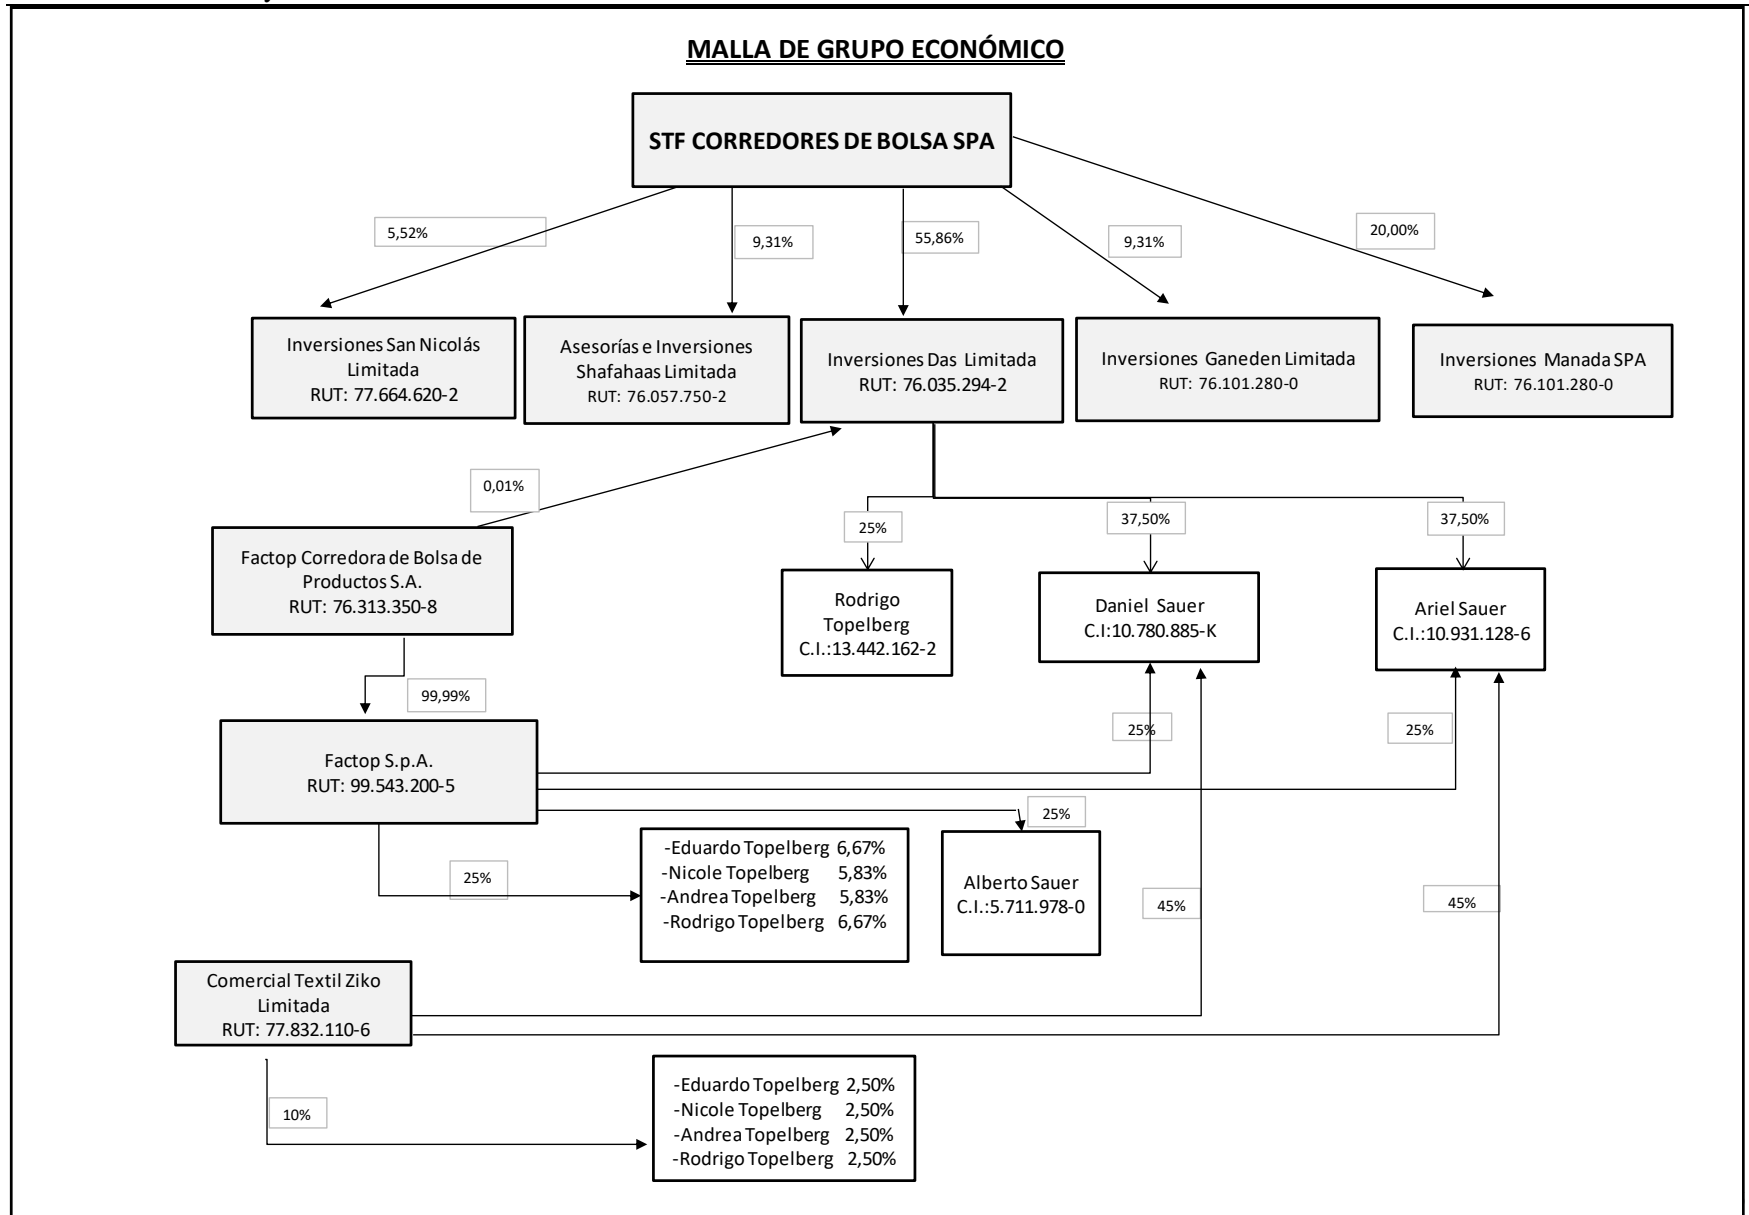 MALLA DE GRUPO ECONÓMICO
STF CORREDORES DE BOLSA SPA
5,52%
9,31%
55,86%
9,31%
20,00%
Inversiones San Nicolás
Limitada
RUT: 77.664.620-2
Asesorías e Inversiones
Shafahaas Limitada
RUT: 76.057.750-2
Inversiones Das Limitada
RUT: 76.035.294-2
Inversiones Ganeden Limitada
RUT: 76.101.280-0
Inversiones Manada SPA
RUT: 76.101.280-0
0,01%
25%
37,50%
37,50%
Factop Corredora de Bolsa de
Productos S.A.
RUT: 76.313.350-8
Rodrigo
Topelberg
C.I.:13.442.162-2
Daniel Sauer
C.I:10.780.885-K
Ariel Sauer
C.I.:10.931.128-6
99,99%
25%
25%
Factop S.p.A.
RUT: 99.543.200-5
25%
25%
-Eduardo Topelberg 6,67%
-Nicole Topelberg 5,83%
-Andrea Topelberg 5,83%
-Rodrigo Topelberg 6,67%
Alberto Sauer
C.I.:5.711.978-0
45%
45%
Comercial Textil Ziko
Limitada
RUT: 77.832.110-6
10%
-Eduardo Topelberg 2,50%
-Nicole Topelberg 2,50%
-Andrea Topelberg 2,50%
-Rodrigo Topelberg 2,50%